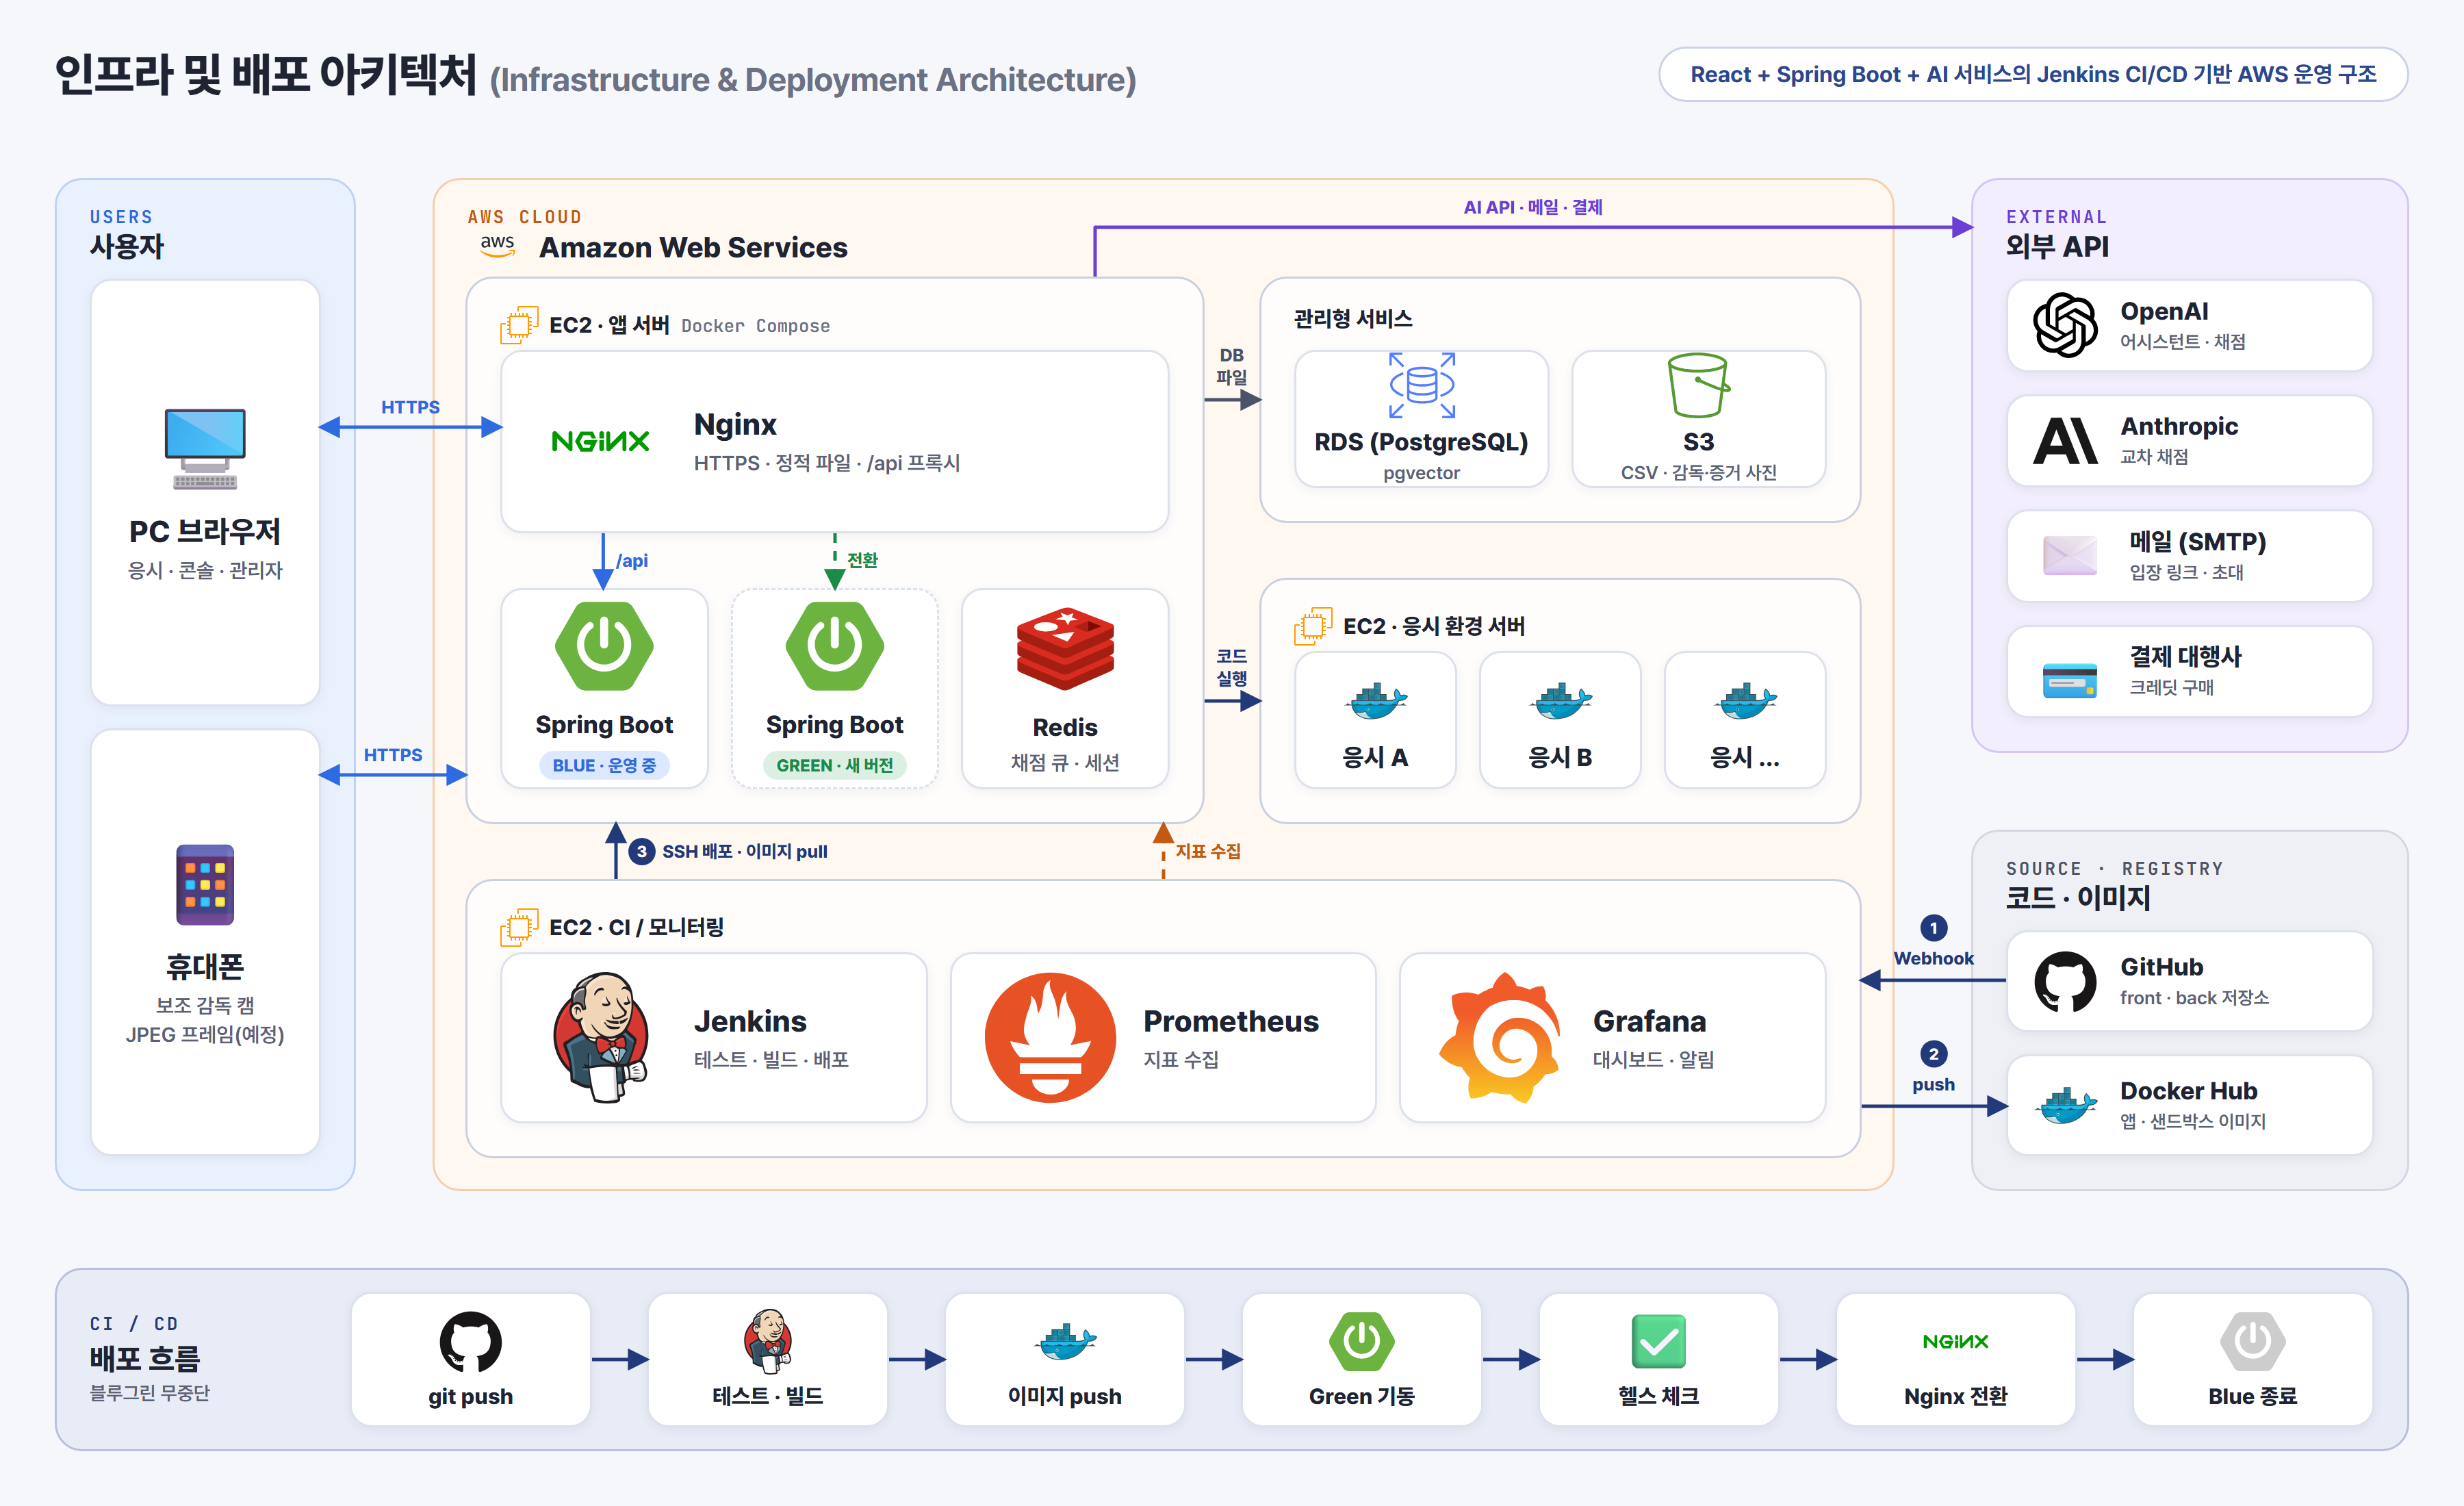 인프라 및 배포 아키텍처 (Infrastructure & Deployment Architecture)
React + Spring Boot + AI 서비스의 Jenkins CI/CD 기반 AWS 운영 구조
USERS
사용자
PC 브라우저
응시 · 콘솔 · 관리자
휴대폰
보조 감독 캠
JPEG 프레임(예정)
HTTPS
HTTPS
AWS CLOUD
aws
Amazon Web Services
AI API · 메일 · 결제
EC2 · 앱 서버 Docker Compose
NGINX
Nginx
HTTPS · 정적 파일 · /api 프록시
/api
전환
Spring Boot
BLUE · 운영 중
Spring Boot
GREEN · 새 버전
Redis
채점 큐 · 세션
DB
파일
코드
실행
관리형 서비스
RDS (PostgreSQL)
pgvector
S3
CSV · 감독·증거 사진
EC2 · 응시 환경 서버
응시 A
응시 B
응시 ...
3 SSH 배포 · 이미지 pull
지표 수집
EC2 · CI / 모니터링
Jenkins
테스트 · 빌드 · 배포
Prometheus
지표 수집
Grafana
대시보드 · 알림
EXTERNAL
외부 API
OpenAI
어시스턴트 · 채점
Anthropic
교차 채점
메일 (SMTP)
입장 링크 · 초대
결제 대행사
크레딧 구매
1
Webhook
2
push
SOURCE · REGISTRY
코드 · 이미지
GitHub
front · back 저장소
Docker Hub
앱 · 샌드박스 이미지
CI / CD
배포 흐름
블루그린 무중단
git push
테스트 · 빌드
이미지 push
Green 기동
헬스 체크
NGINX
Nginx 전환
Blue 종료